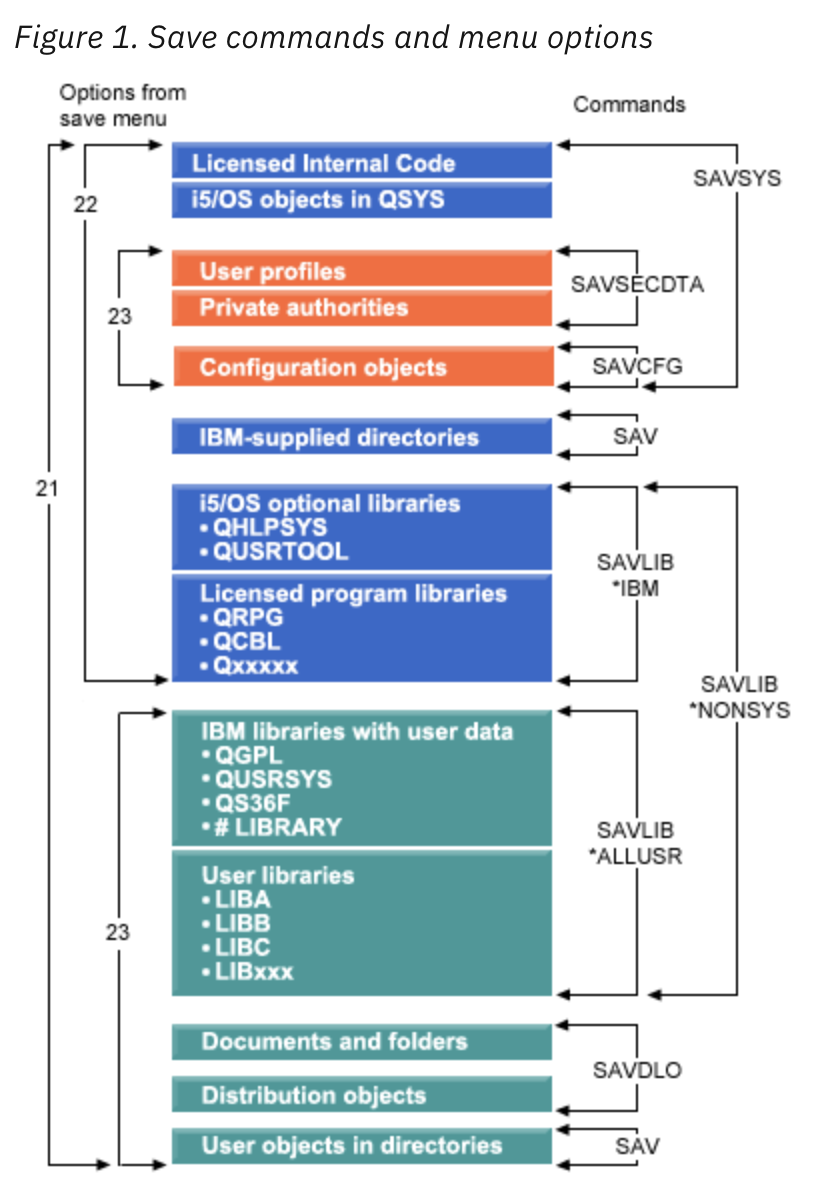 Figure 1. Save commands and menu options
Options from
save menu
Commands
Licensed Internal Code
SAVSYS
i5/OS objects in QSYS
22
User profiles
SAVSECDTA
Private authorities
23
Configuration objects
SAVCFG
IBM-supplied directories
SAV
21
i5/OS optional libraries
• QHLPSYS
• QUSRTOOL
SAVLIB
*IBM
Licensed program libraries
• QRPG
• QCBL
• Qxxxxx
SAVLIB
*NONSYS
IBM libraries with user data
• QGPL
• QUSRSYS
• QS36F
• # LIBRARY
SAVLIB
*ALLUSR
User libraries
• LIBA
• LIBB
• LIBC
• LIBxxx
23
Documents and folders
SAVDLO
Distribution objects
User objects in directories
SAV